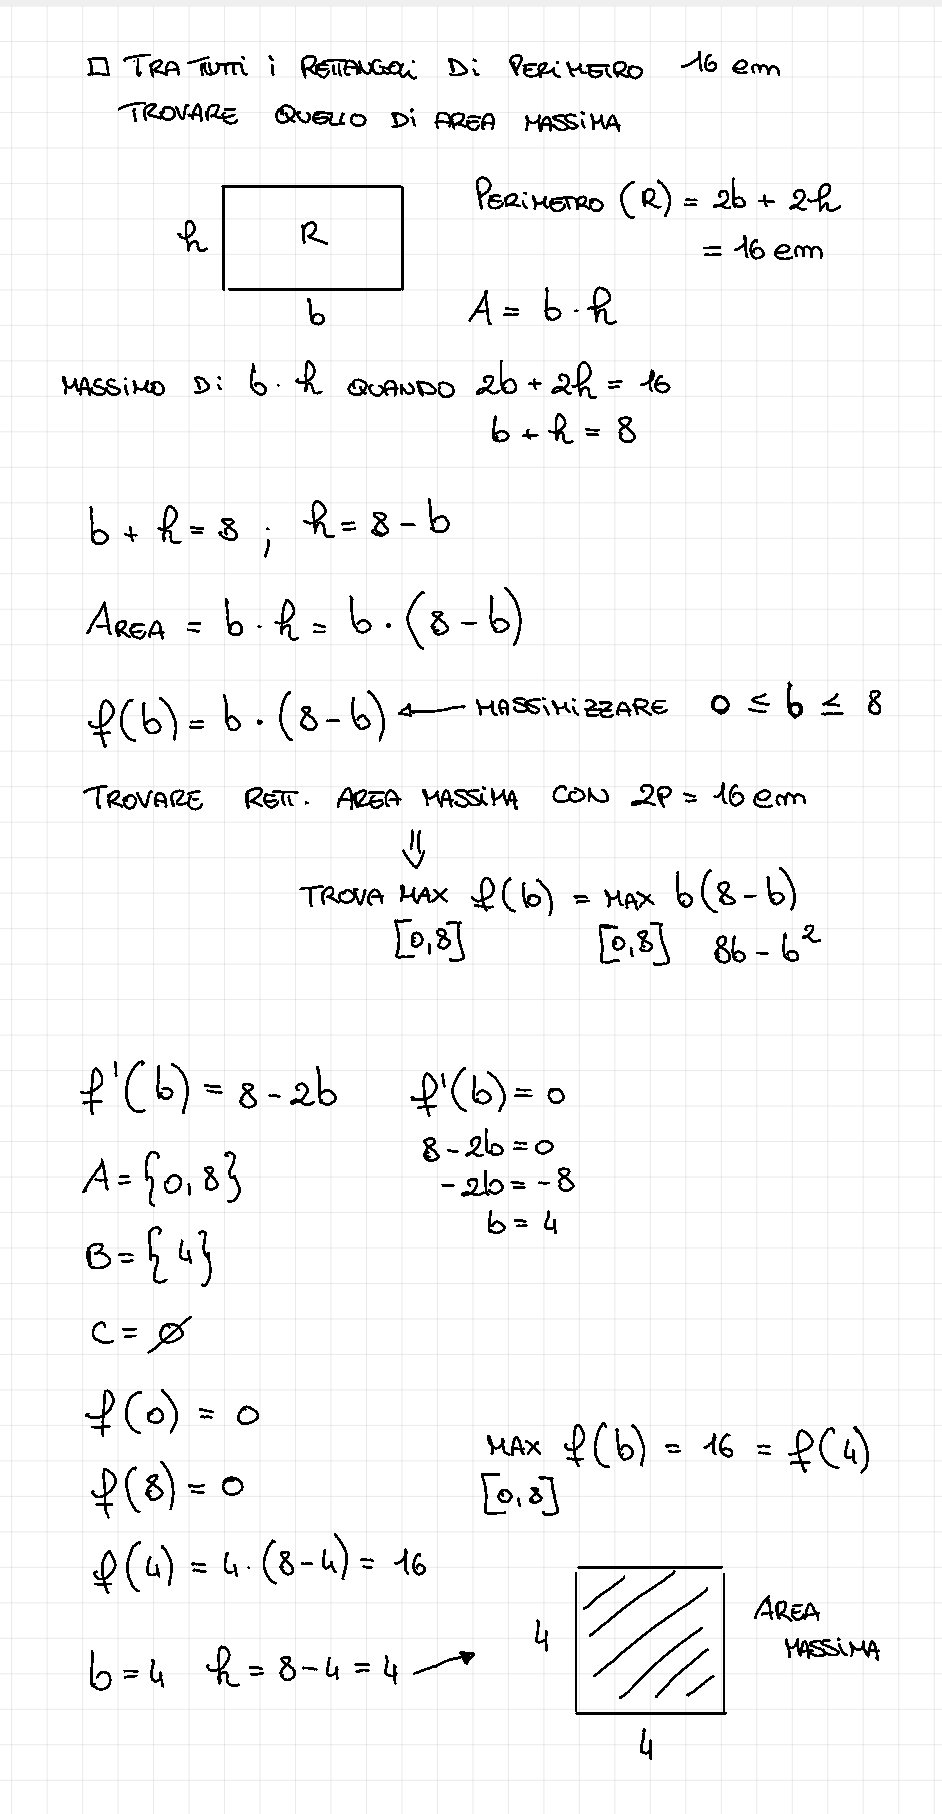 □ TRA TUTTI i RETTANGOLI Di PERIMETRO 16 cm
TROVARE QUELLO Di AREA MASSIMA
PERIMETRO (R) = 2b + 2h
h R = 16 cm
b A = b · h
MASSIMO Di b · h QUANDO 2b + 2h = 16
b + h = 8
b + h = 8 ; h = 8 - b
AREA = b · h = b · (8 - b)
f(b) = b · (8 - b) ← MASSIMIZZARE 0 ≤ b ≤ 8
TROVARE RETT. AREA MASSIMA CON 2P = 16 cm
⇓
TROVA MAX f(b) = MAX b(8 - b)
[0,8] [0,8] 8b - b²
f'(b) = 8 - 2b f'(b) = 0
8 - 2b = 0
A = {0,8} - 2b = - 8
b = 4
B = {4}
C = ∅
f(0) = 0
MAX f(b) = 16 = f(4)
f(8) = 0 [0,8]
f(4) = 4 · (8 - 4) = 16
AREA
4 MASSIMA
b = 4 h = 8 - 4 = 4 →
4